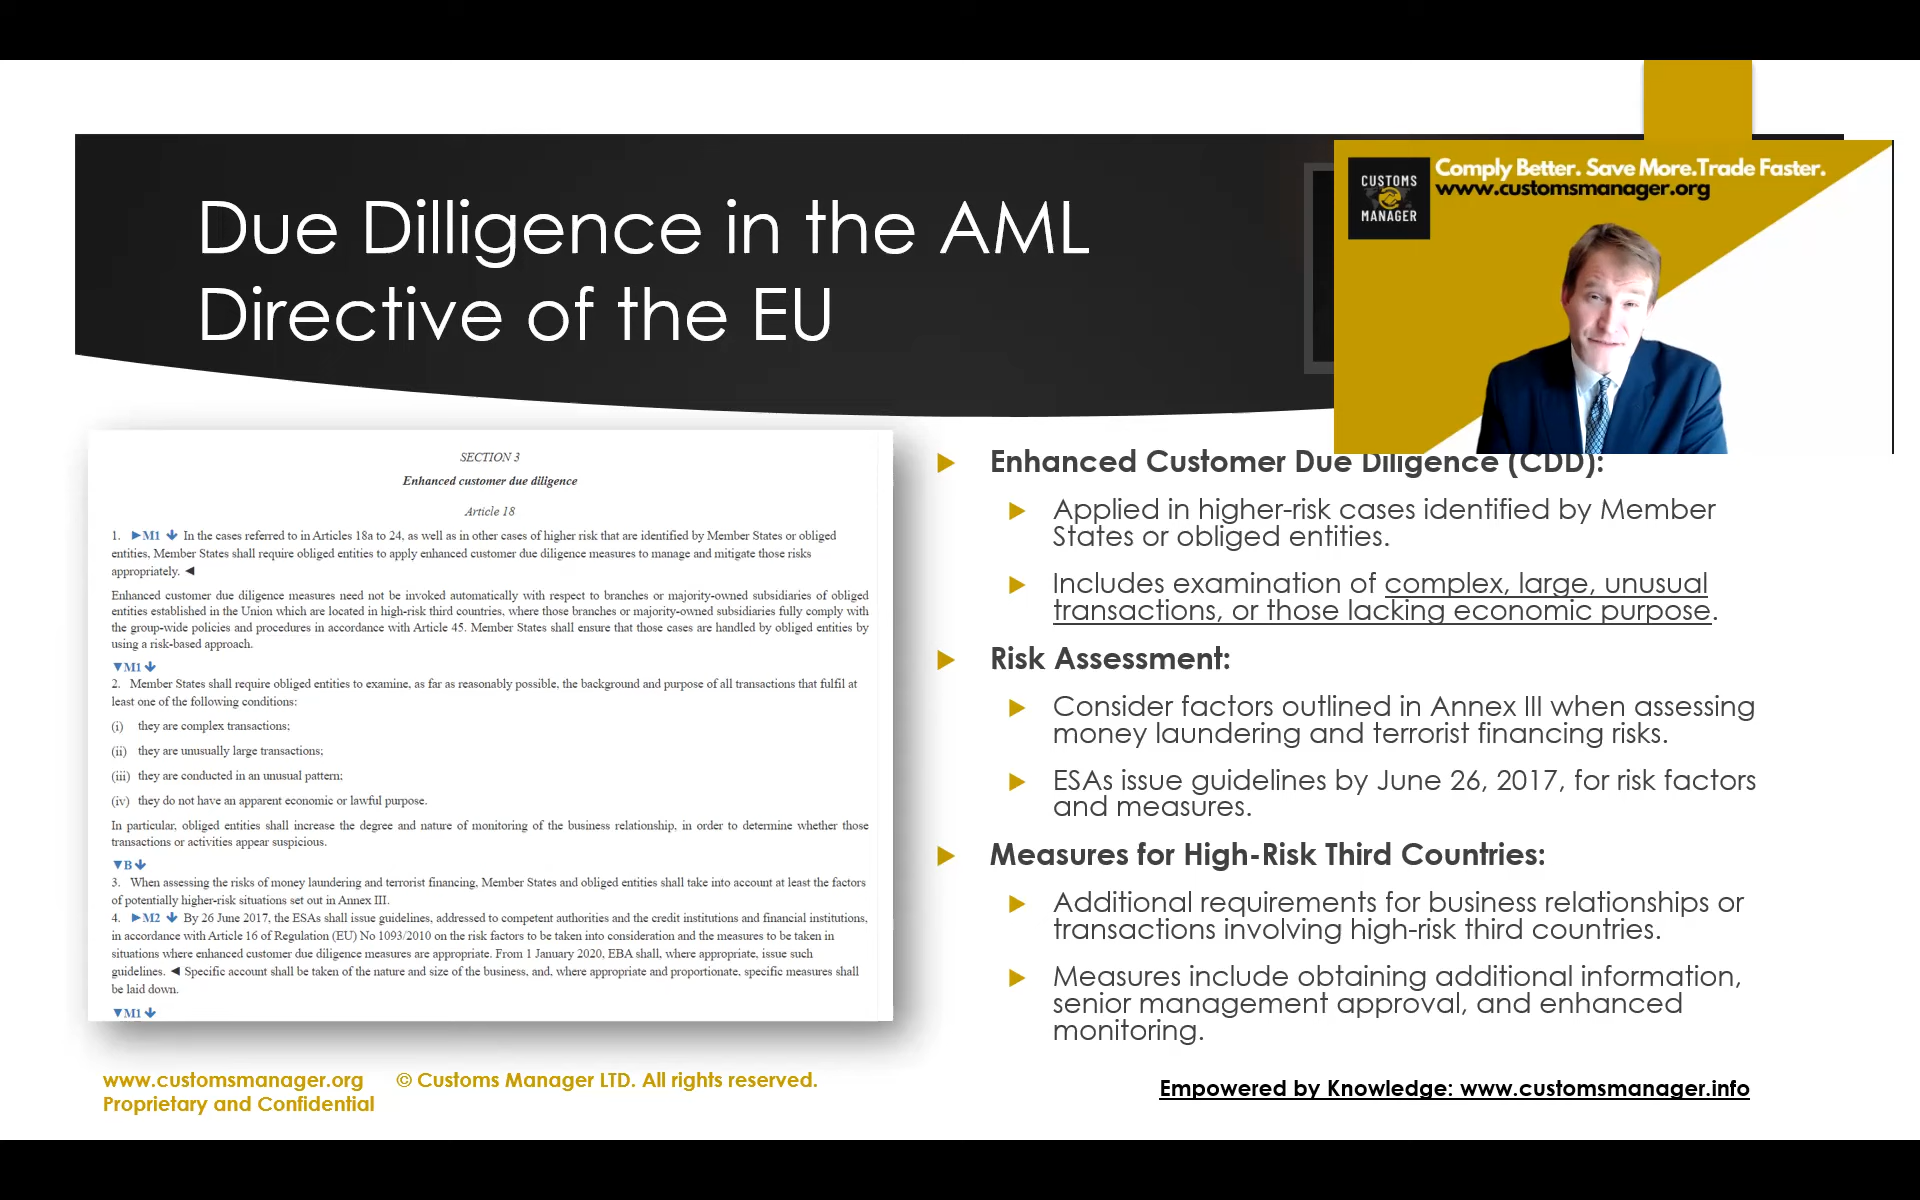 Due Dilligence in the AML
Directive of the EU
CUSTOMS
MANAGER
Comply Better. Save More.Trade Faster.
www.customsmanager.org
SECTION 3
Enhanced customer due diligence
Article 18
1. ►M1 🡻 In the cases referred to in Articles 18a to 24, as well as in other cases of higher risk that are identified by Member States or obliged
entities, Member States shall require obliged entities to apply enhanced customer due diligence measures to manage and mitigate those risks
appropriately. ◄
Enhanced customer due diligence measures need not be invoked automatically with respect to branches or majority-owned subsidiaries of obliged
entities established in the Union which are located in high-risk third countries, where those branches or majority-owned subsidiaries fully comply with
the group-wide policies and procedures in accordance with Article 45. Member States shall ensure that those cases are handled by obliged entities by
using a risk-based approach.
▼M1 🡻
2. Member States shall require obliged entities to examine, as far as reasonably possible, the background and purpose of all transactions that fulfil at
least one of the following conditions:
(i) they are complex transactions;
(ii) they are unusually large transactions;
(iii) they are conducted in an unusual pattern;
(iv) they do not have an apparent economic or lawful purpose.
In particular, obliged entities shall increase the degree and nature of monitoring of the business relationship, in order to determine whether those
transactions or activities appear suspicious.
▼B 🡻
3. When assessing the risks of money laundering and terrorist financing, Member States and obliged entities shall take into account at least the factors
of potentially higher-risk situations set out in Annex III.
4. ►M2 🡻 By 26 June 2017, the ESAs shall issue guidelines, addressed to competent authorities and the credit institutions and financial institutions,
in accordance with Article 16 of Regulation (EU) No 1093/2010 on the risk factors to be taken into consideration and the measures to be taken in
situations where enhanced customer due diligence measures are appropriate. From 1 January 2020, EBA shall, where appropriate, issue such
guidelines. ◄ Specific account shall be taken of the nature and size of the business, and, where appropriate and proportionate, specific measures shall
be laid down.
▼M1 🡻
Enhanced Customer Due Diligence (CDD):
Applied in higher-risk cases identified by Member
States or obliged entities.
Includes examination of complex, large, unusual
transactions, or those lacking economic purpose.
Risk Assessment:
Consider factors outlined in Annex III when assessing
money laundering and terrorist financing risks.
ESAs issue guidelines by June 26, 2017, for risk factors
and measures.
Measures for High-Risk Third Countries:
Additional requirements for business relationships or
transactions involving high-risk third countries.
Measures include obtaining additional information,
senior management approval, and enhanced
monitoring.
www.customsmanager.org © Customs Manager LTD. All rights reserved.
Proprietary and Confidential
Empowered by Knowledge: www.customsmanager.info